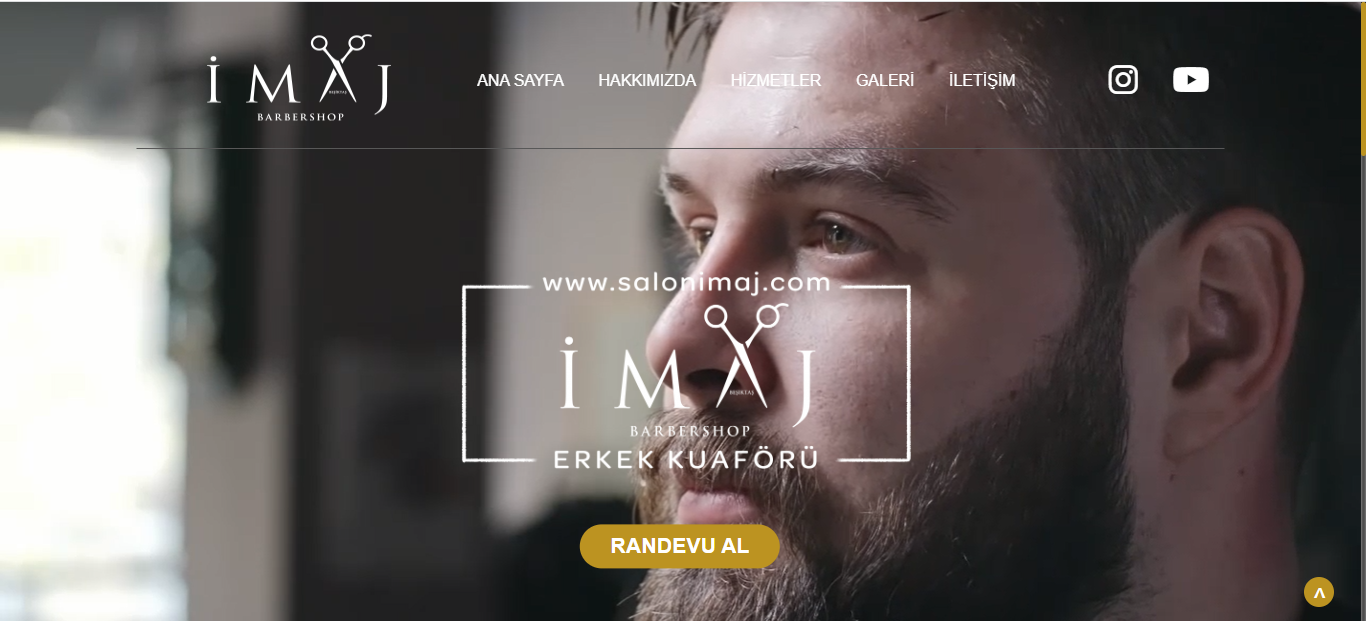 İMAJ
BEŞİKTAŞ
BARBERSHOP
ANA SAYFA HAKKIMIZDA HİZMETLER GALERİ İLETİŞİM
www.salonimaj.com
İMAJ
BEŞİKTAŞ
BARBERSHOP
ERKEK KUAFÖRÜ
RANDEVU AL